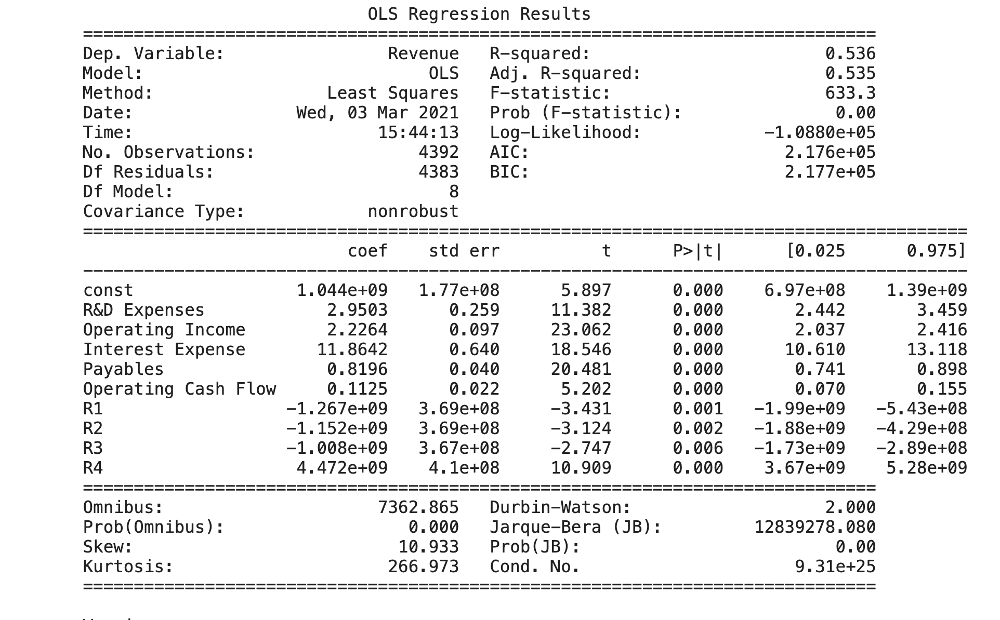 OLS Regression Results
==============================================================================
Dep. Variable: Revenue R-squared: 0.536
Model: OLS Adj. R-squared: 0.535
Method: Least Squares F-statistic: 633.3
Date: Wed, 03 Mar 2021 Prob (F-statistic): 0.00
Time: 15:44:13 Log-Likelihood: -1.0880e+05
No. Observations: 4392 AIC: 2.176e+05
Df Residuals: 4383 BIC: 2.177e+05
Df Model: 8
Covariance Type: nonrobust
=======================================================================================
coef std err t P>|t| [0.025 0.975]
---------------------------------------------------------------------------------------
const 1.044e+09 1.77e+08 5.897 0.000 6.97e+08 1.39e+09
R&D Expenses 2.9503 0.259 11.382 0.000 2.442 3.459
Operating Income 2.2264 0.097 23.062 0.000 2.037 2.416
Interest Expense 11.8642 0.640 18.546 0.000 10.610 13.118
Payables 0.8196 0.040 20.481 0.000 0.741 0.898
Operating Cash Flow 0.1125 0.022 5.202 0.000 0.070 0.155
R1 -1.267e+09 3.69e+08 -3.431 0.001 -1.99e+09 -5.43e+08
R2 -1.152e+09 3.69e+08 -3.124 0.002 -1.88e+09 -4.29e+08
R3 -1.008e+09 3.67e+08 -2.747 0.006 -1.73e+09 -2.89e+08
R4 4.472e+09 4.1e+08 10.909 0.000 3.67e+09 5.28e+09
==============================================================================
Omnibus: 7362.865 Durbin-Watson: 2.000
Prob(Omnibus): 0.000 Jarque-Bera (JB): 12839278.080
Skew: 10.933 Prob(JB): 0.00
Kurtosis: 266.973 Cond. No. 9.31e+25
==============================================================================